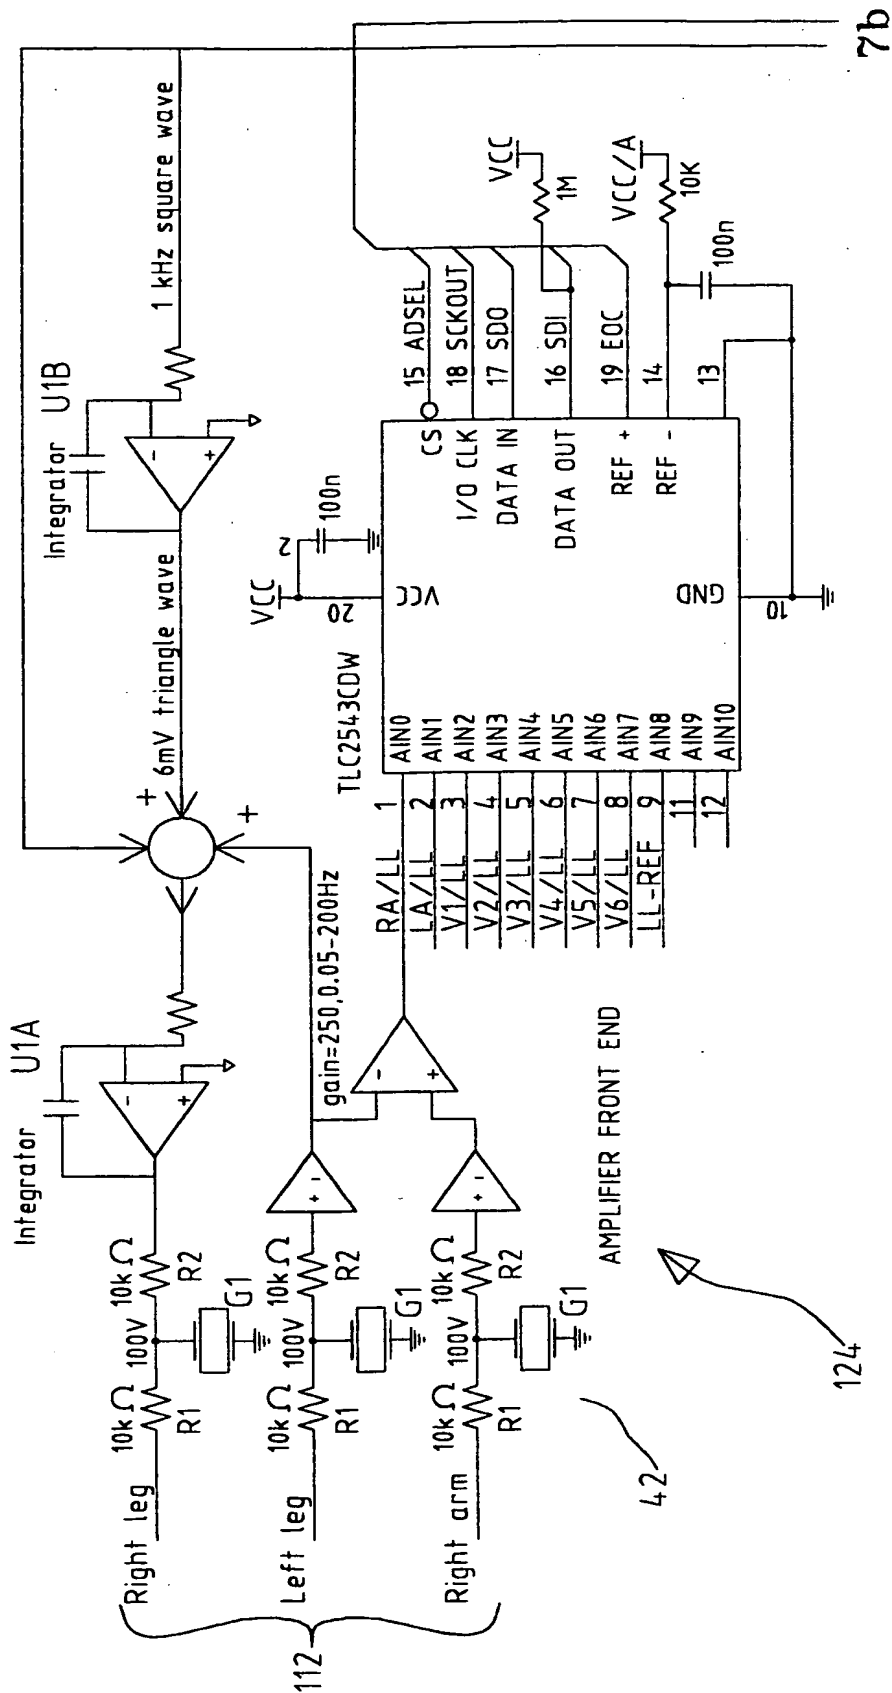 Integrator U1A
Integrator U1B
6mV triangle wave
1 kHz square wave
+
+
-
+
-
+
Right leg
10k Ω
R1
100V
G1
10k Ω
R2
Left leg
10k Ω
R1
100V
G1
10k Ω
R2
Right arm
10k Ω
R1
100V
G1
10k Ω
R2
+ -
+ -
-
+
gain=250,0.05-200Hz
112
42
124
AMPLIFIER FRONT END
TLC2543CDW
VCC
20
2
100n
VCC
RA/LL 1 AIN0
LA/LL 2 AIN1
V1/LL 3 AIN2
V2/LL 4 AIN3
V3/LL 5 AIN4
V4/LL 6 AIN5
V5/LL 7 AIN6
V6/LL 8 AIN7
LL-REF 9 AIN8
11 AIN9
12 AIN10
CS 15 ADSEL
I/O CLK 18 SCKOUT
DATA IN 17 SDO
DATA OUT 16 SDI
REF + 19 EOC
REF - 14
13
GND
10
VCC
1M
VCC/A
10K
100n
7b